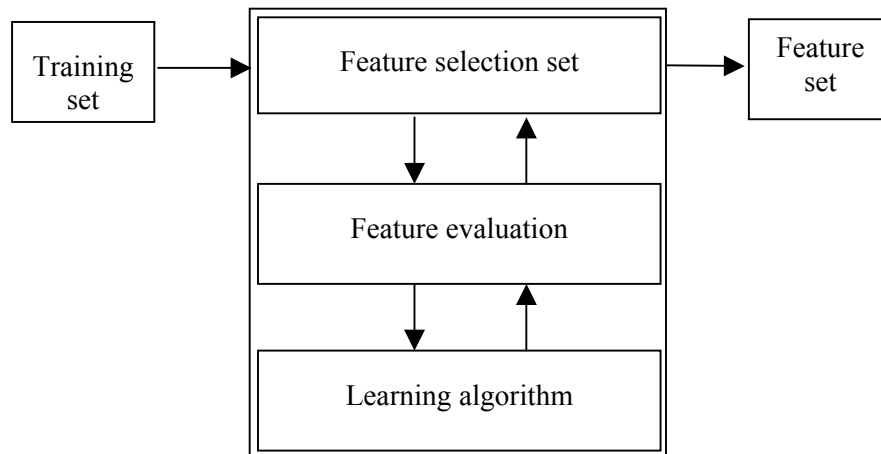 Training
set
Feature selection set
Feature
set
Feature evaluation
Learning algorithm